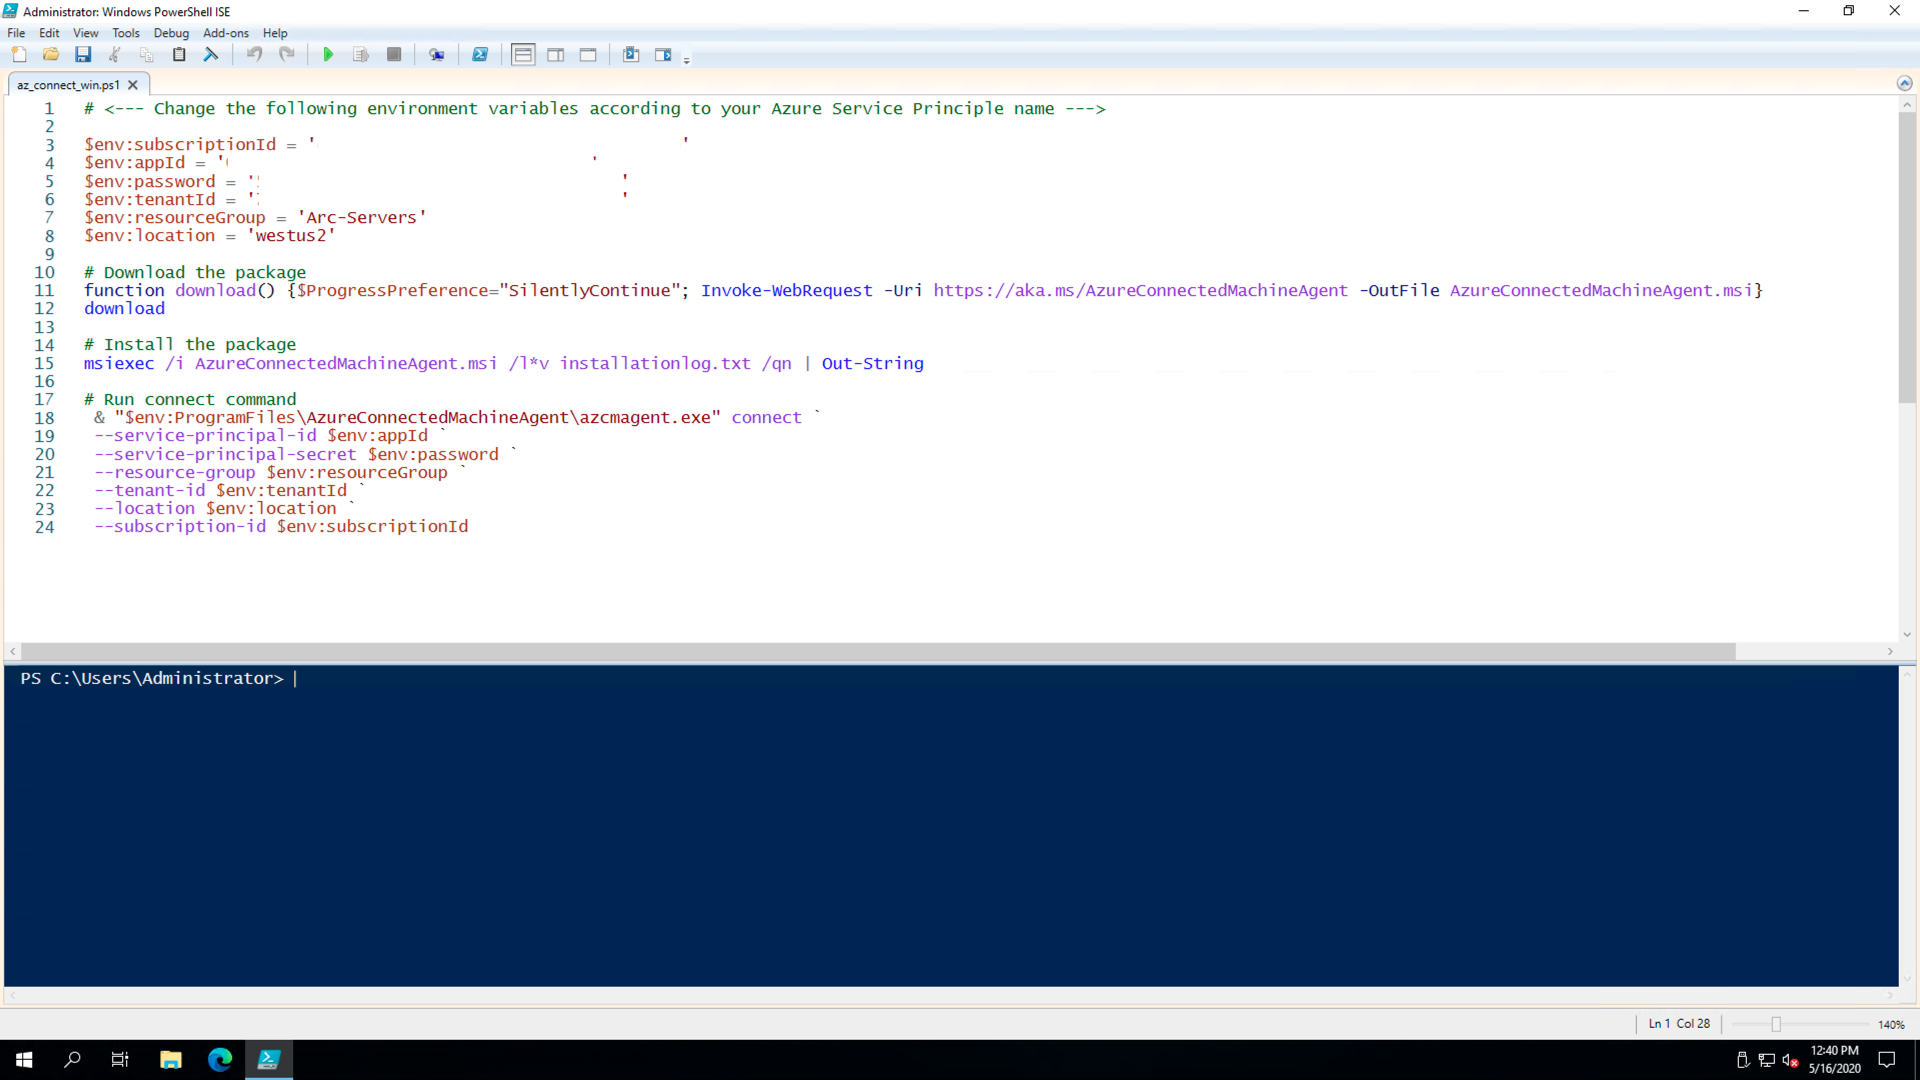 Administrator: Windows PowerShell ISE
File Edit View Tools Debug Add-ons Help
az_connect_win.ps1
1 # <--- Change the following environment variables according to your Azure Service Principle name --->
2
3 $env:subscriptionId = ' '
4 $env:appId = ' '
5 $env:password = ' '
6 $env:tenantId = ' '
7 $env:resourceGroup = 'Arc-Servers'
8 $env:location = 'westus2'
9
10 # Download the package
11 function download() {$ProgressPreference="SilentlyContinue"; Invoke-WebRequest -Uri https://aka.ms/AzureConnectedMachineAgent -OutFile AzureConnectedMachineAgent.msi}
12 download
13
14 # Install the package
15 msiexec /i AzureConnectedMachineAgent.msi /l*v installationlog.txt /qn | Out-String
16
17 # Run connect command
18 & "$env:ProgramFiles\AzureConnectedMachineAgent\azcmagent.exe" connect `
19 --service-principal-id $env:appId `
20 --service-principal-secret $env:password `
21 --resource-group $env:resourceGroup `
22 --tenant-id $env:tenantId `
23 --location $env:location `
24 --subscription-id $env:subscriptionId
PS C:\Users\Administrator>
Ln 1 Col 28
140%
12:40 PM
5/16/2020